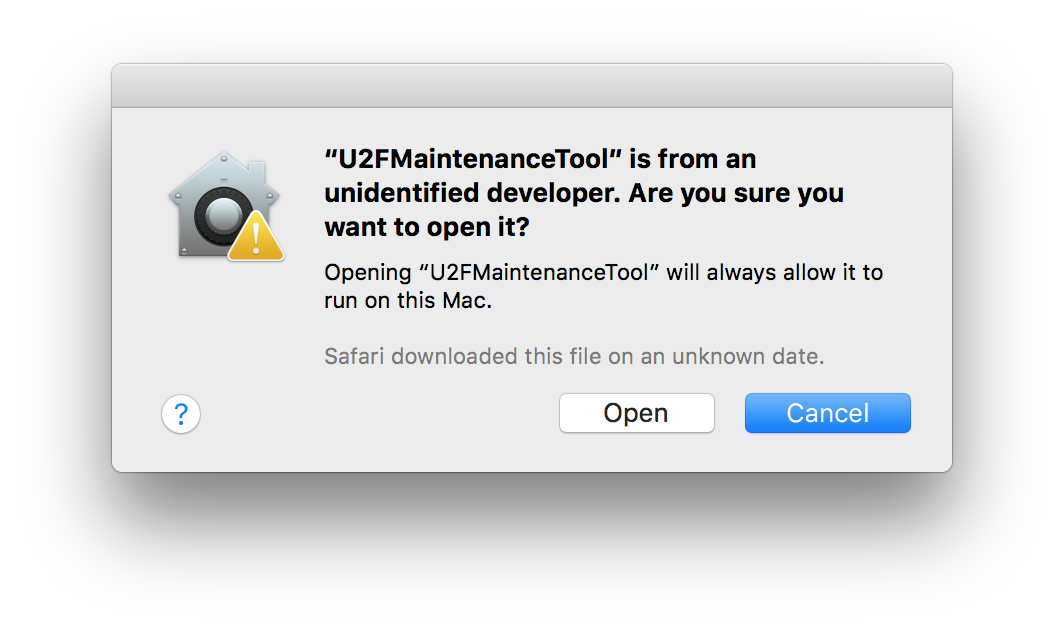 “U2FMaintenanceTool” is from an
unidentified developer. Are you sure you
want to open it?
Opening “U2FMaintenanceTool” will always allow it to
run on this Mac.
Safari downloaded this file on an unknown date.
? Open Cancel